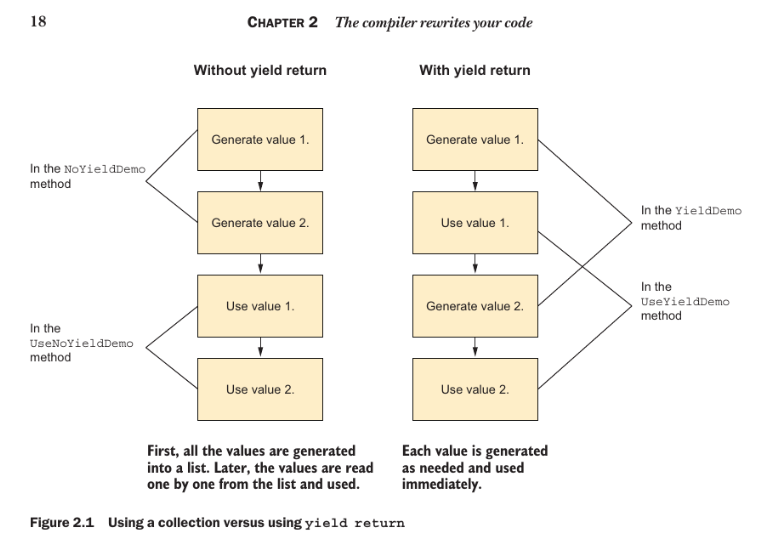 18
CHAPTER 2 The compiler rewrites your code
Without yield return
With yield return
In the NoYieldDemo
method
Generate value 1.
Generate value 2.
Use value 1.
Use value 2.
In the
UseNoYieldDemo
method
First, all the values are generated
into a list. Later, the values are read
one by one from the list and used.
Generate value 1.
Use value 1.
Generate value 2.
Use value 2.
In the YieldDemo
method
In the
UseYieldDemo
method
Each value is generated
as needed and used
immediately.
Figure 2.1 Using a collection versus using yield return